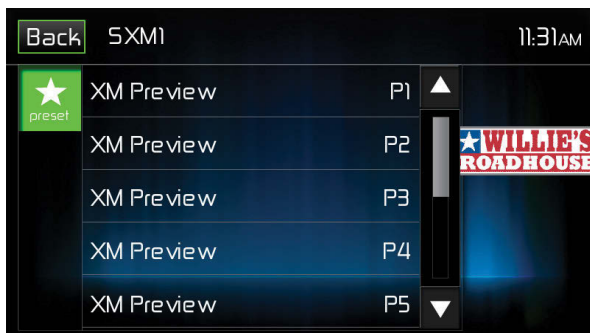 Back SXM1 11:31AM
preset
XM Preview P1
XM Preview P2
XM Preview P3
XM Preview P4
XM Preview P5
WILLIE'S
ROADHOUSE